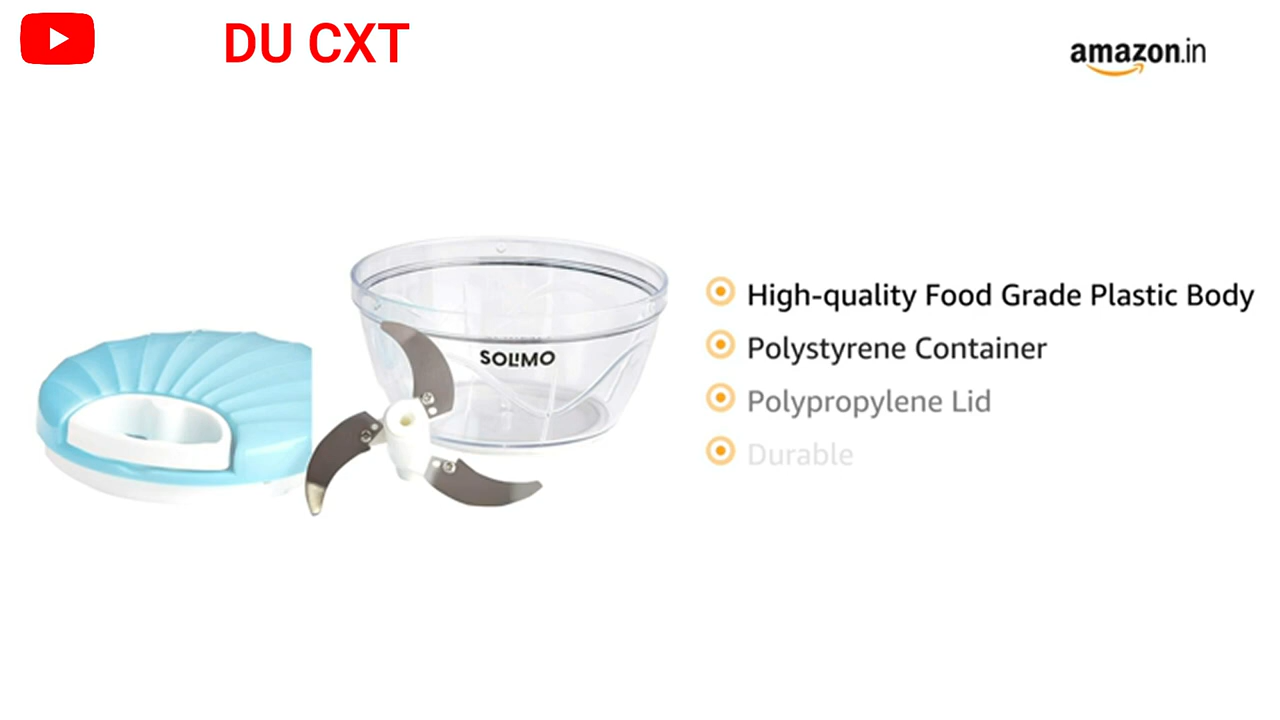 DU CXT
amazon.in
SOLIMO
High-quality Food Grade Plastic Body
Polystyrene Container
Polypropylene Lid
Durable